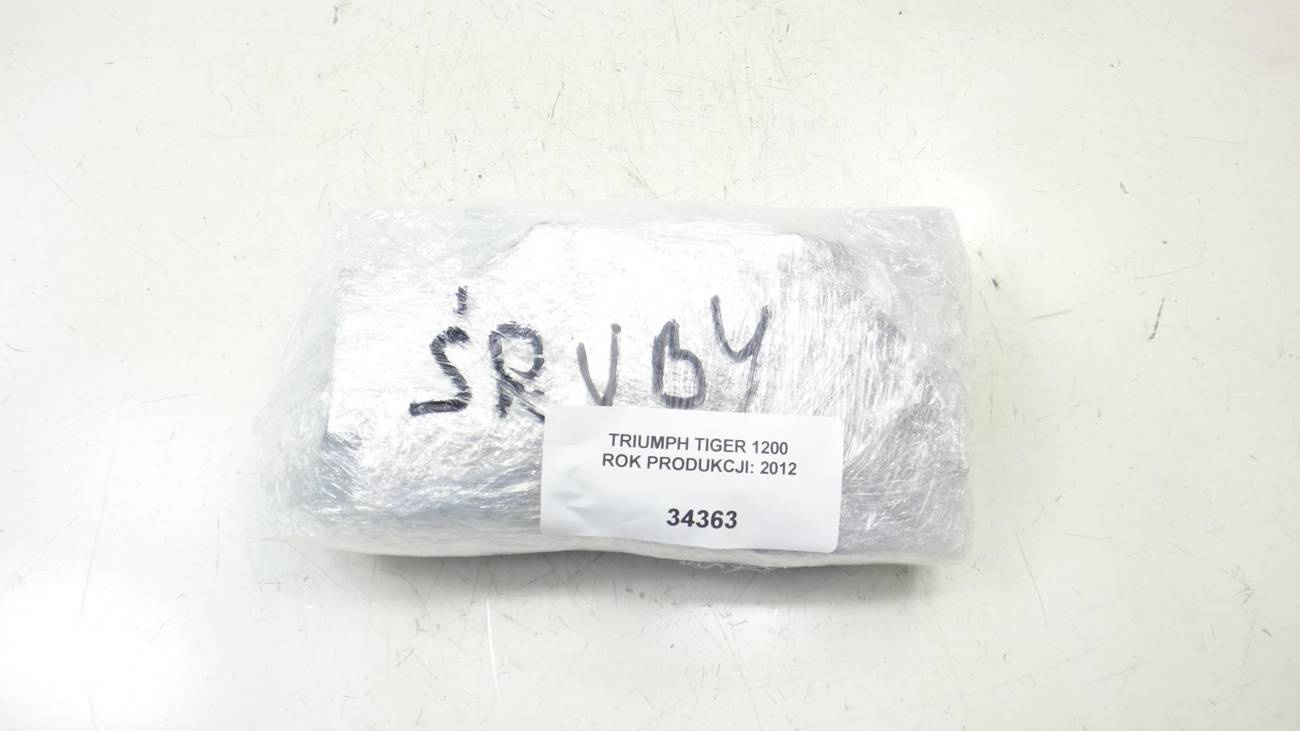 ŚRUBY
TRIUMPH TIGER 1200
ROK PRODUKCJI: 2012
34363